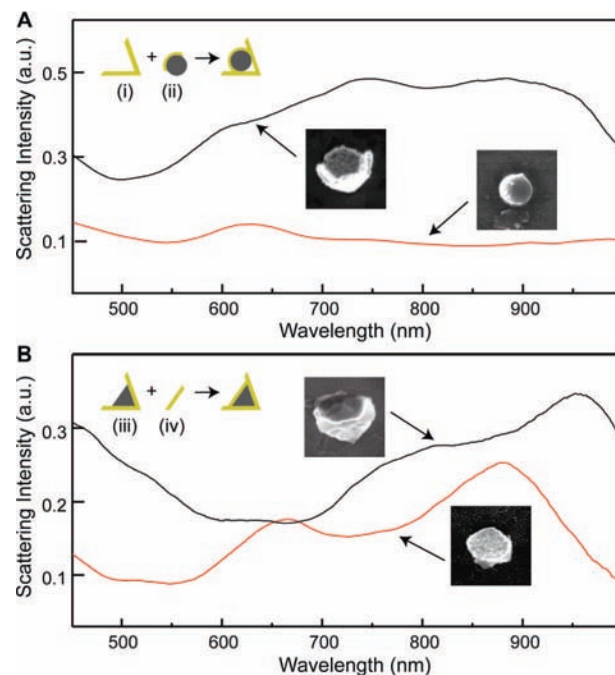 A
Scattering Intensity (a.u.)
0.5
0.3
0.1
+
(i) (ii)
500 600 700 800 900
Wavelength (nm)
B
Scattering Intensity (a.u.)
0.3
0.2
0.1
+
(iii) (iv)
500 600 700 800 900
Wavelength (nm)